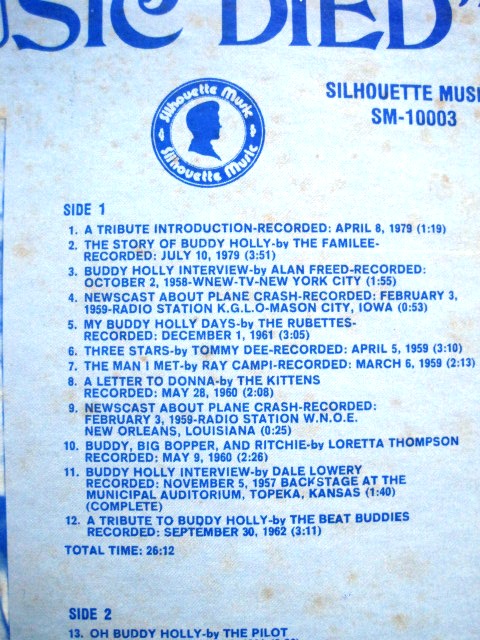 USIC DIED"
Silhouette Music
Silhouette Music
SILHOUETTE MUSI
SM-10003
SIDE 1
1. A TRIBUTE INTRODUCTION-RECORDED: APRIL 8, 1979 (1:19)
2. THE STORY OF BUDDY HOLLY-by THE FAMILEE-
RECORDED: JULY 10, 1979 (3:51)
3. BUDDY HOLLY INTERVIEW-by ALAN FREED-RECORDED:
OCTOBER 2, 1958-WNEW-TV-NEW YORK CITY (1:55)
4. NEWSCAST ABOUT PLANE CRASH-RECORDED: FEBRUARY 3,
1959-RADIO STATION K.G.L.O-MASON CITY, IOWA (0:53)
5. MY BUDDY HOLLY DAYS-by THE RUBETTES-
RECORDED: DECEMBER 1, 1961 (3:05)
6. THREE STARS-by TOMMY DEE-RECORDED: APRIL 5, 1959 (3:10)
7. THE MAN I MET-by RAY CAMPI-RECORDED: MARCH 6, 1959 (2:13)
8. A LETTER TO DONNA-by THE KITTENS
RECORDED: MAY 28, 1960 (2:08)
9. NEWSCAST ABOUT PLANE CRASH-RECORDED:
FEBRUARY 3, 1959-RADIO STATION W.N.O.E.
NEW ORLEANS, LOUISIANA (0:25)
10. BUDDY, BIG BOPPER, AND RITCHIE-by LORETTA THOMPSON
RECORDED: MAY 9, 1960 (2:26)
11. BUDDY HOLLY INTERVIEW-by DALE LOWERY
RECORDED: NOVEMBER 5, 1957 BACKSTAGE AT THE
MUNICIPAL AUDITORIUM, TOPEKA, KANSAS (1:40)
(COMPLETE)
12. A TRIBUTE TO BUDDY HOLLY-by THE BEAT BUDDIES
RECORDED: SEPTEMBER 30, 1962 (3:11)
TOTAL TIME: 26:12
SIDE 2
13. OH BUDDY HOLLY-by THE PILOT